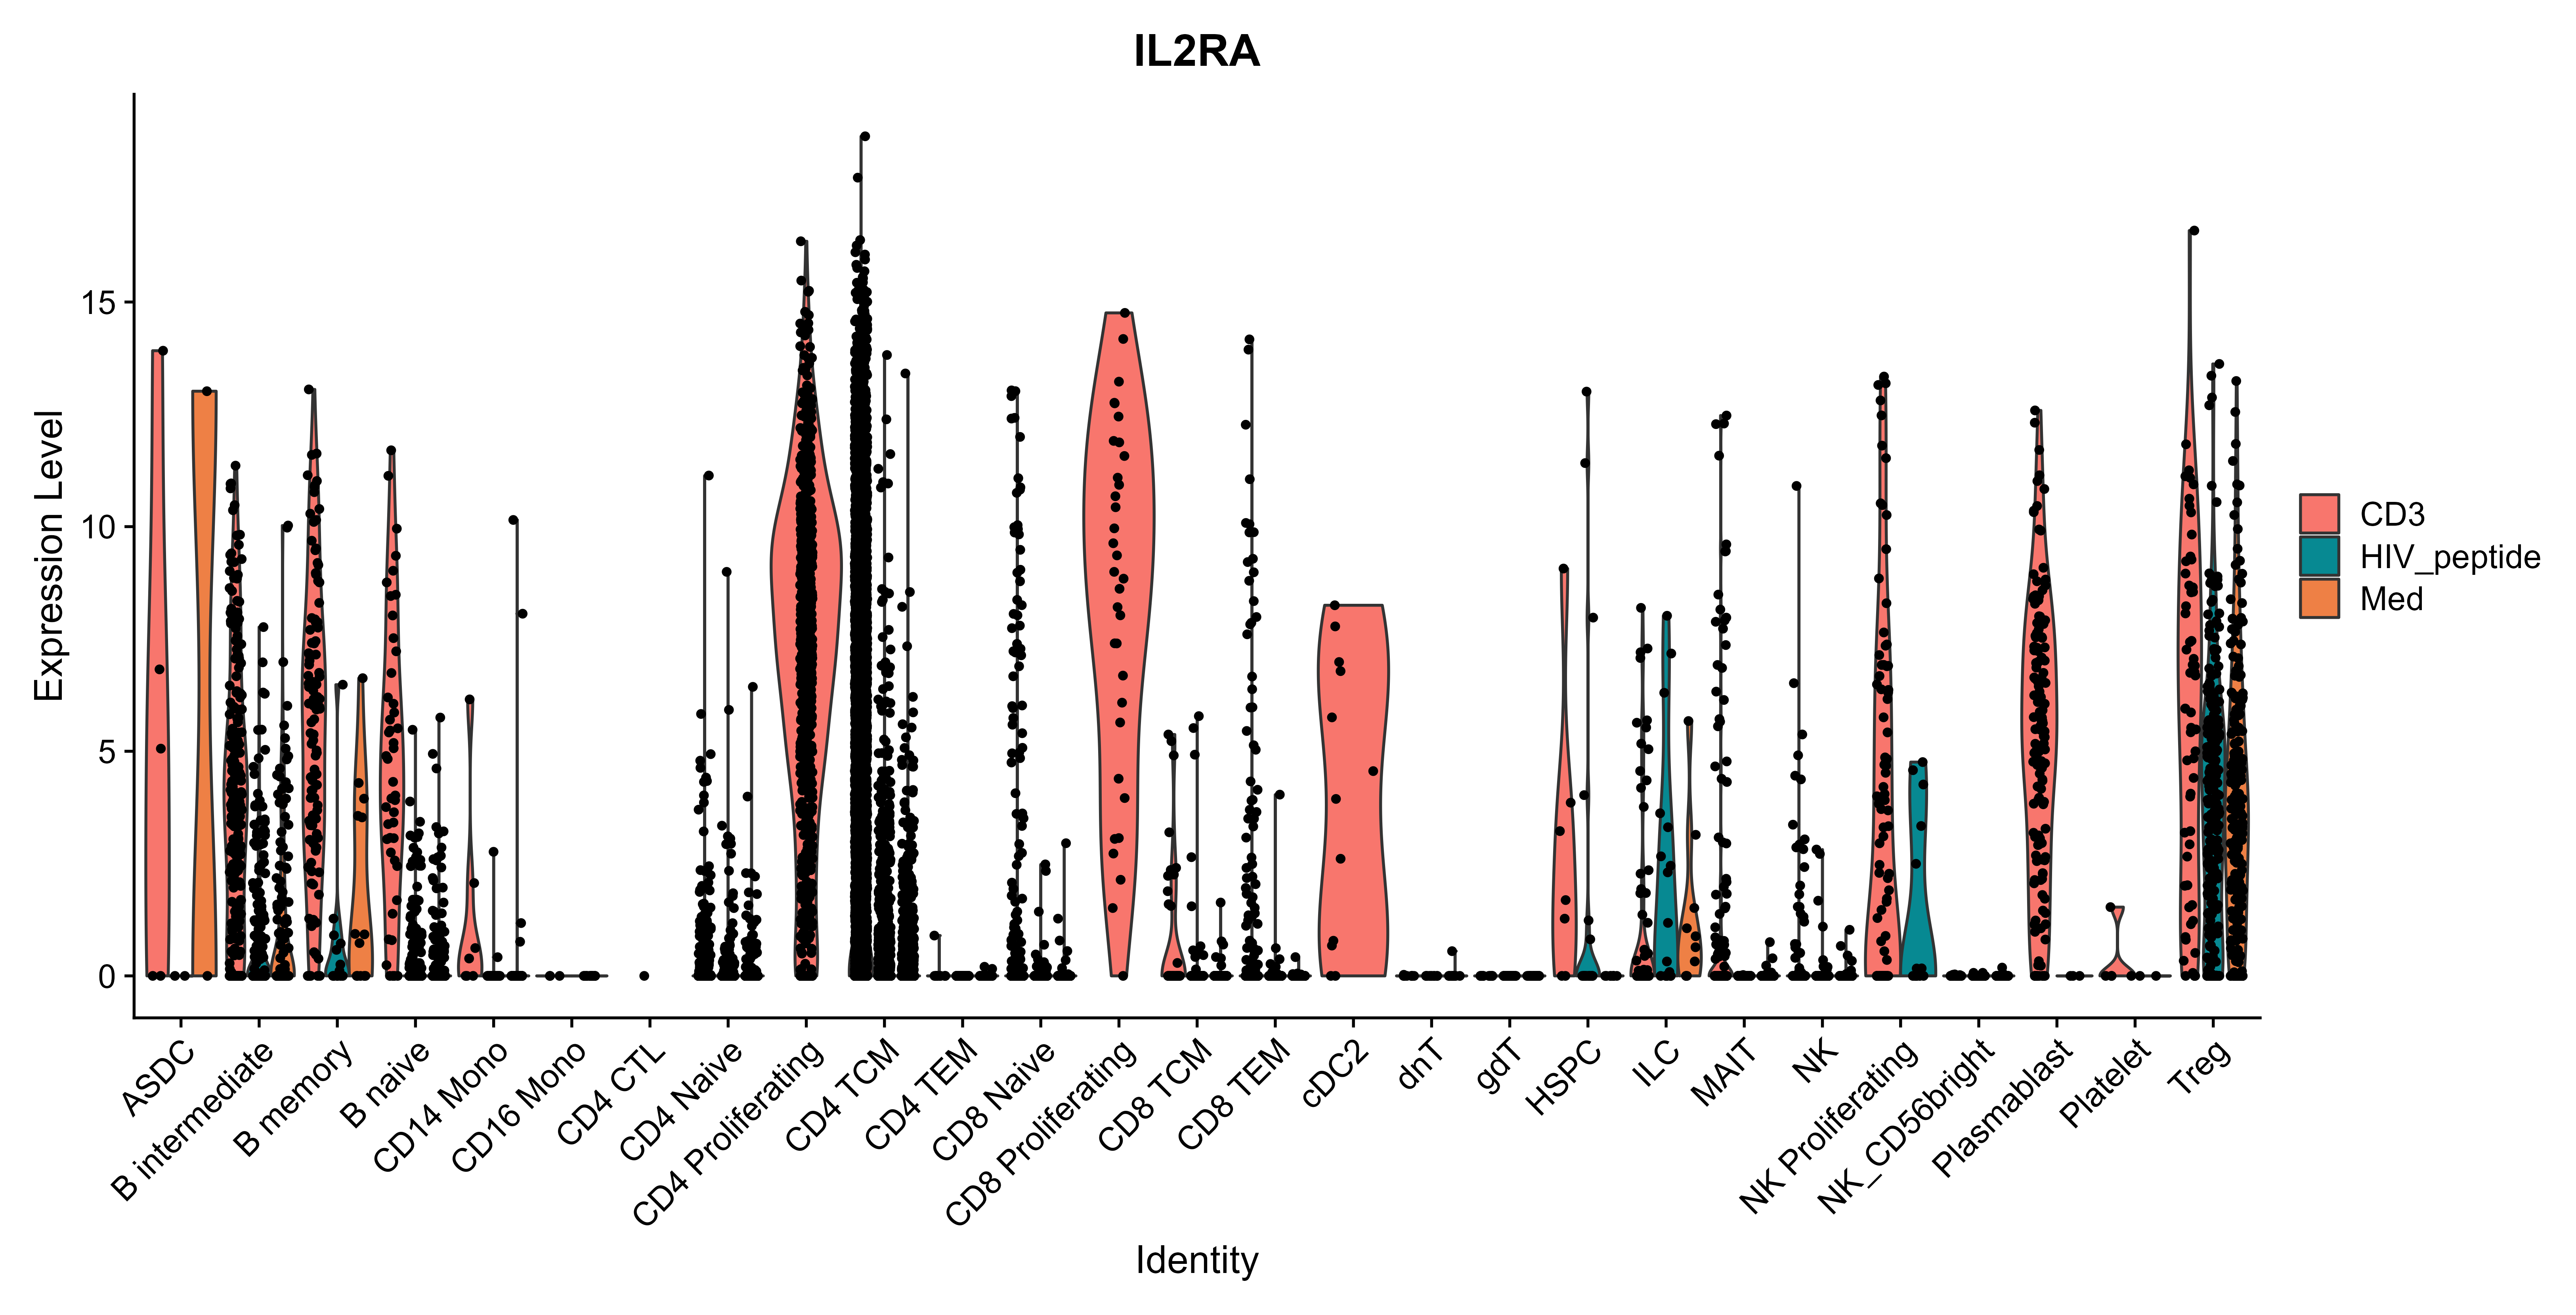 IL2RA
Expression Level
15
10
5
0
ASDC
B intermediate
B memory
B naive
CD14 Mono
CD16 Mono
CD4 CTL
CD4 Naive
CD4 Proliferating
CD4 TCM
CD4 TEM
CD8 Naive
CD8 Proliferating
CD8 TCM
CD8 TEM
cDC2
dnT
gdT
HSPC
ILC
MAIT
NK
NK Proliferating
NK_CD56bright
Plasmablast
Platelet
Treg
Identity
CD3
HIV_peptide
Med